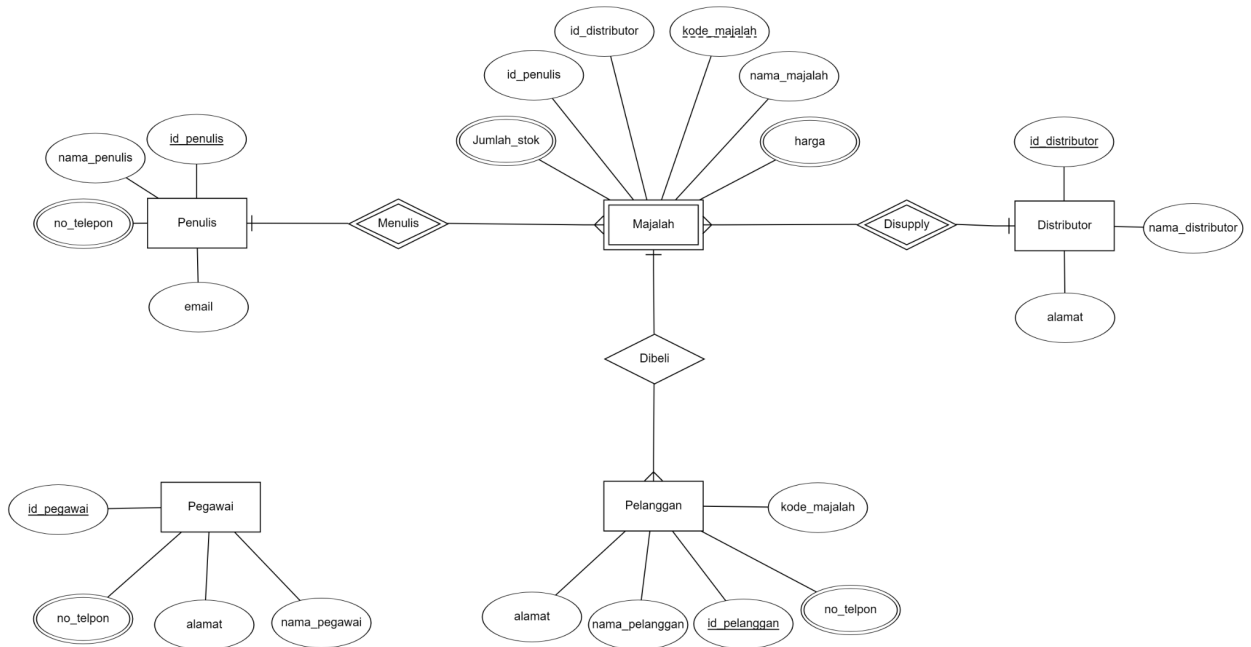 id_distributor
kode_majalah
id_penulis
nama_majalah
Jumlah_stok
harga
id_penulis
nama_penulis
no_telepon
Penulis
email
Menulis
Majalah
Disupply
id_distributor
Distributor
nama_distributor
alamat
Dibeli
id_pegawai
Pegawai
no_telpon
alamat
nama_pegawai
Pelanggan
kode_majalah
alamat
nama_pelanggan
id_pelanggan
no_telpon